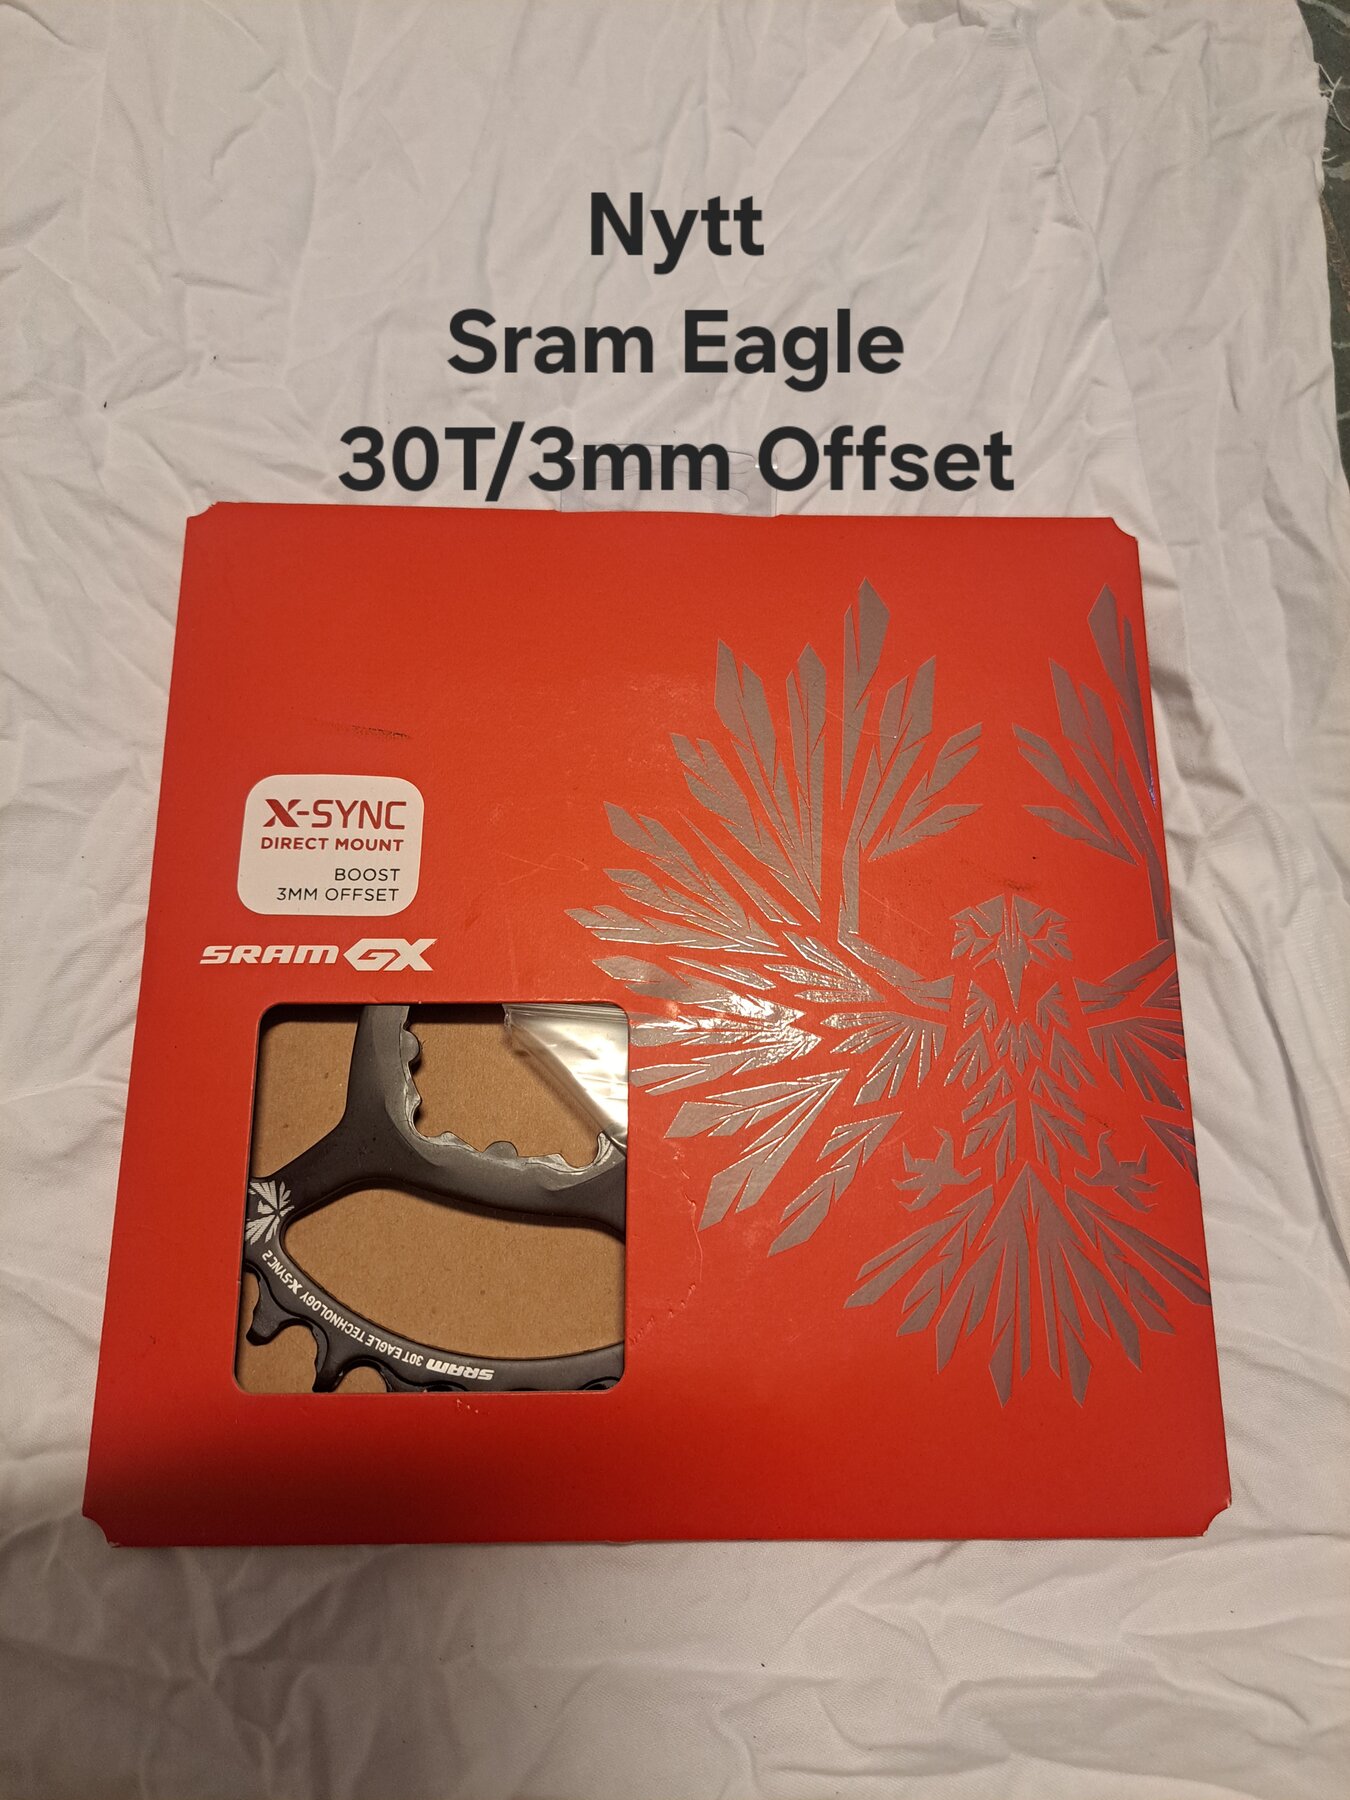 Nytt
Sram Eagle
30T/3mm Offset
X-SYNC
DIRECT MOUNT
BOOST
3MM OFFSET
SRAM GX
SRAM 30T EAGLE TECHNOLOGY X-SYNC 2